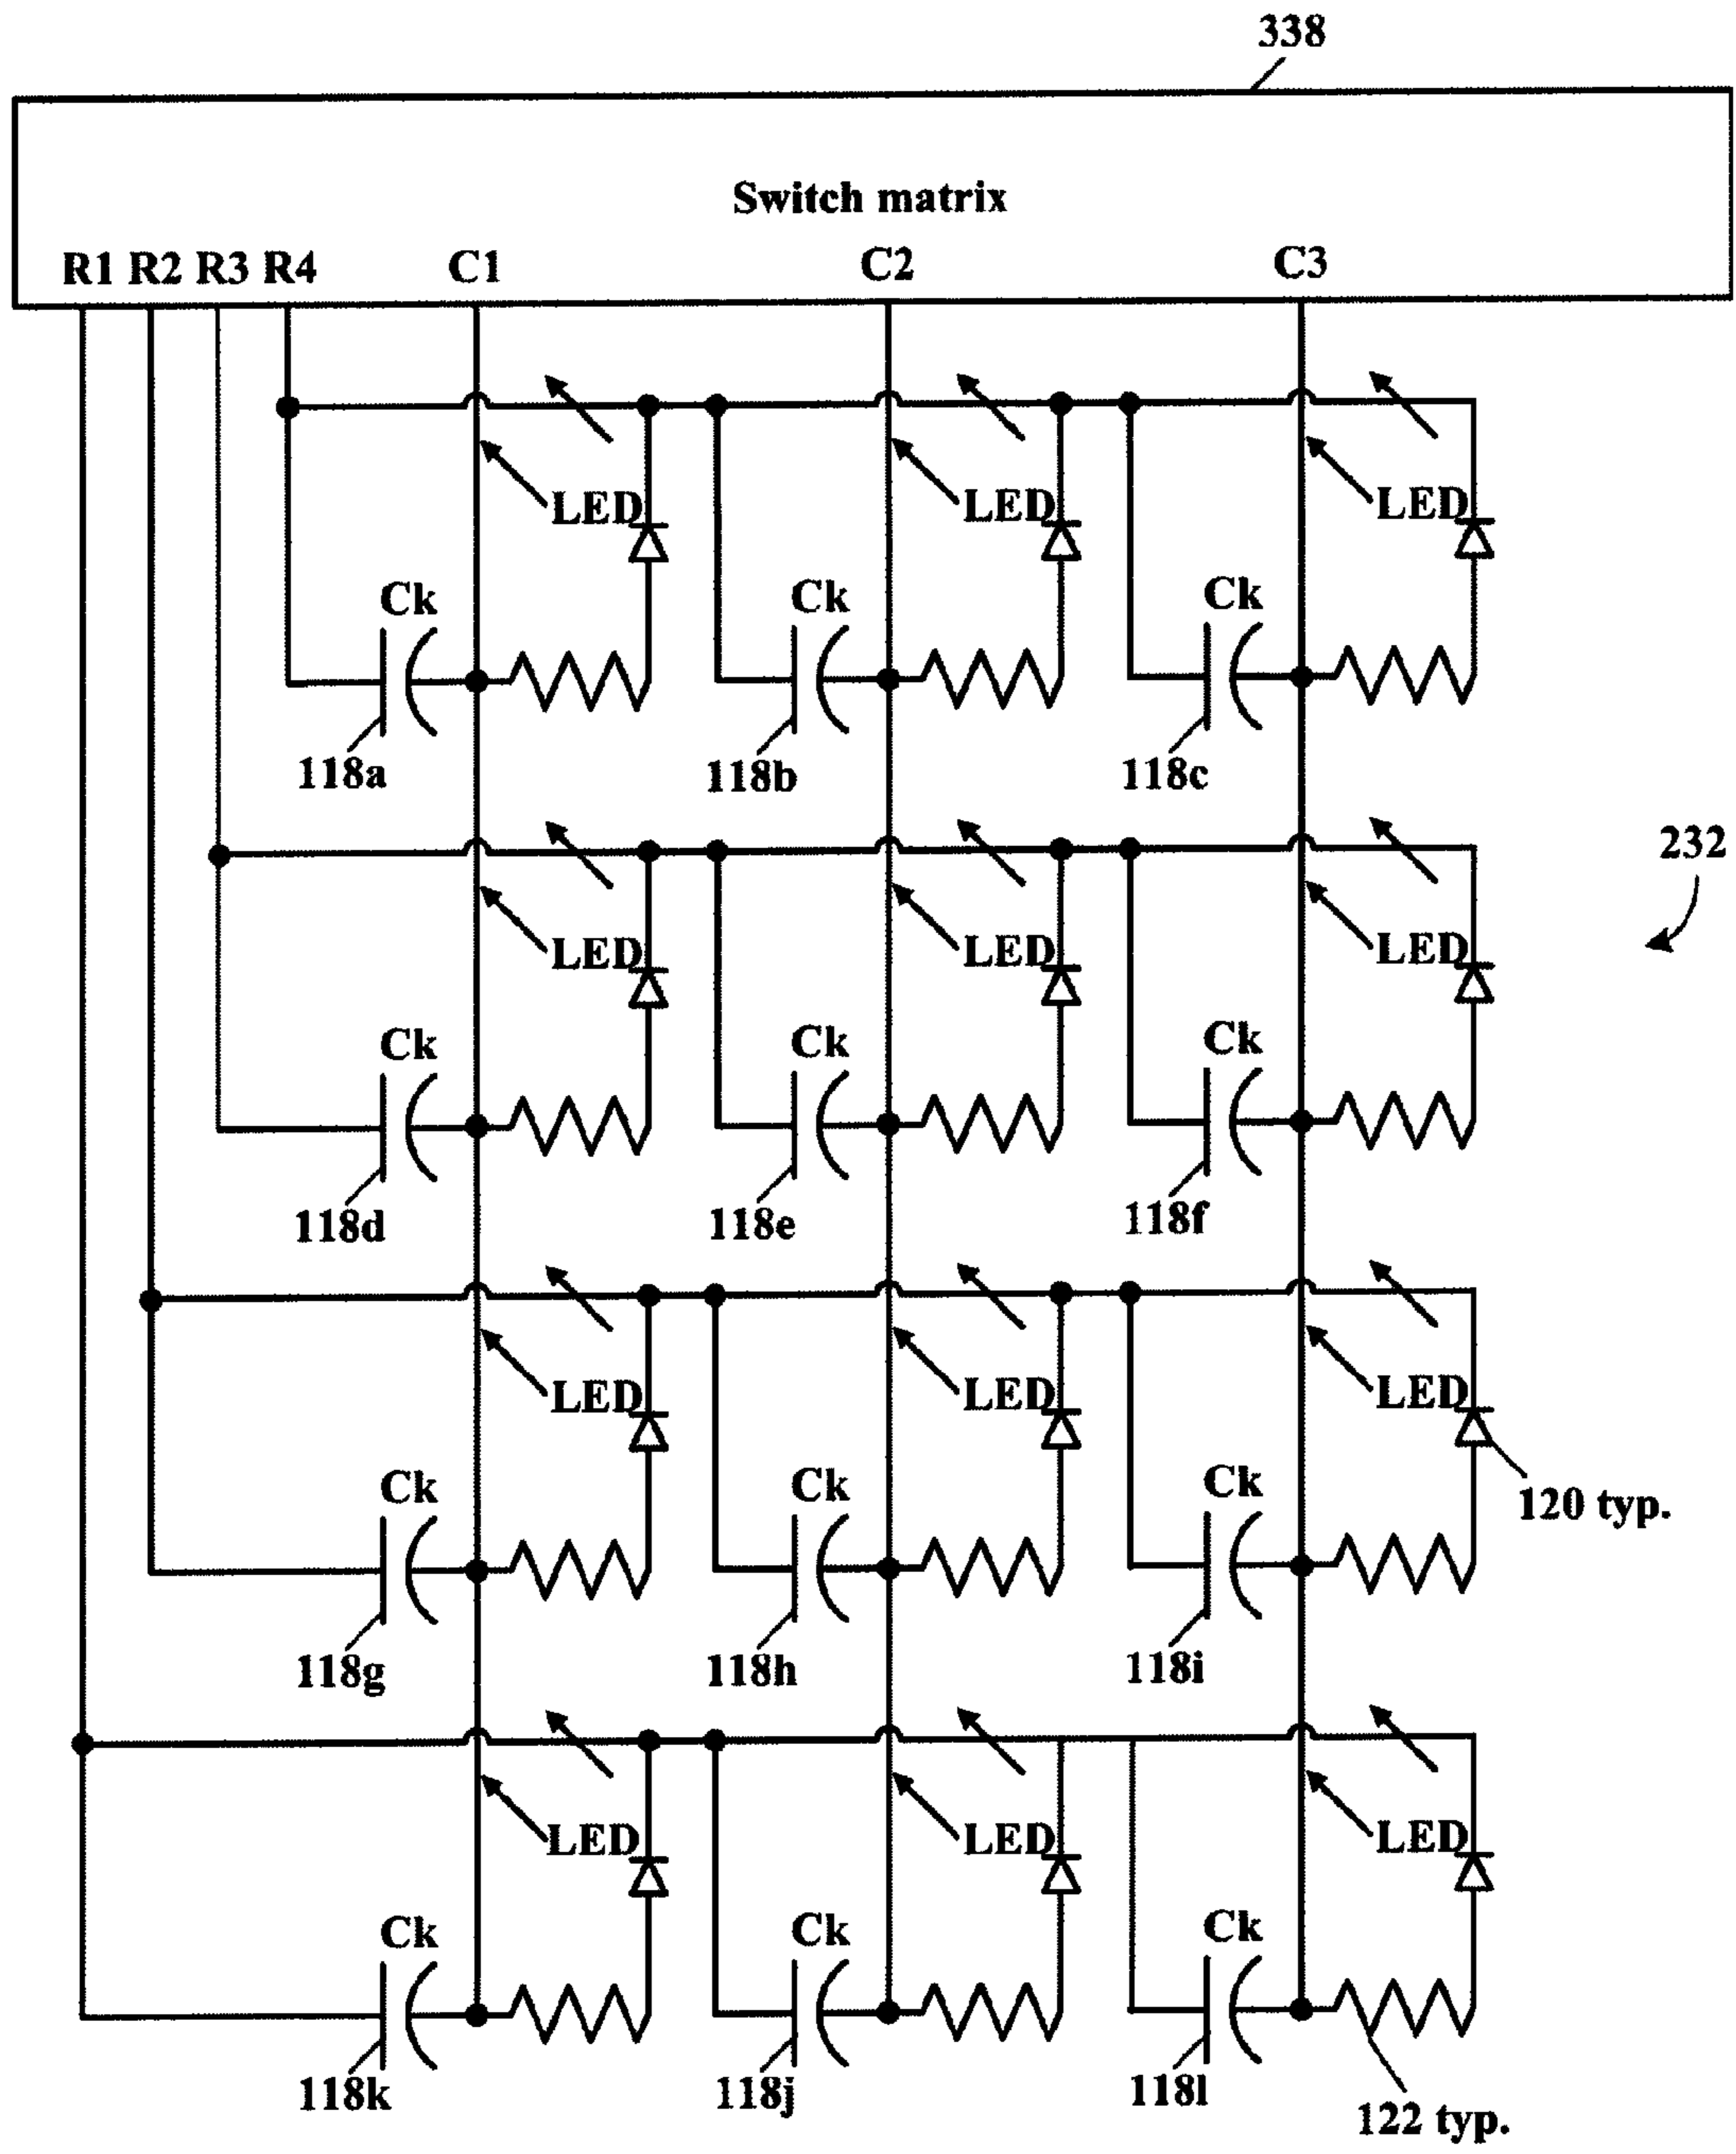 338
Switch matrix
R1 R2 R3 R4 C1 C2 C3
LED LED LED
Ck Ck Ck
118a 118b 118c
232
LED LED LED
Ck Ck Ck
118d 118e 118f
LED LED LED
120 typ.
Ck Ck Ck
118g 118h 118i
LED LED LED
Ck Ck Ck
118k 118j 118l
122 typ.